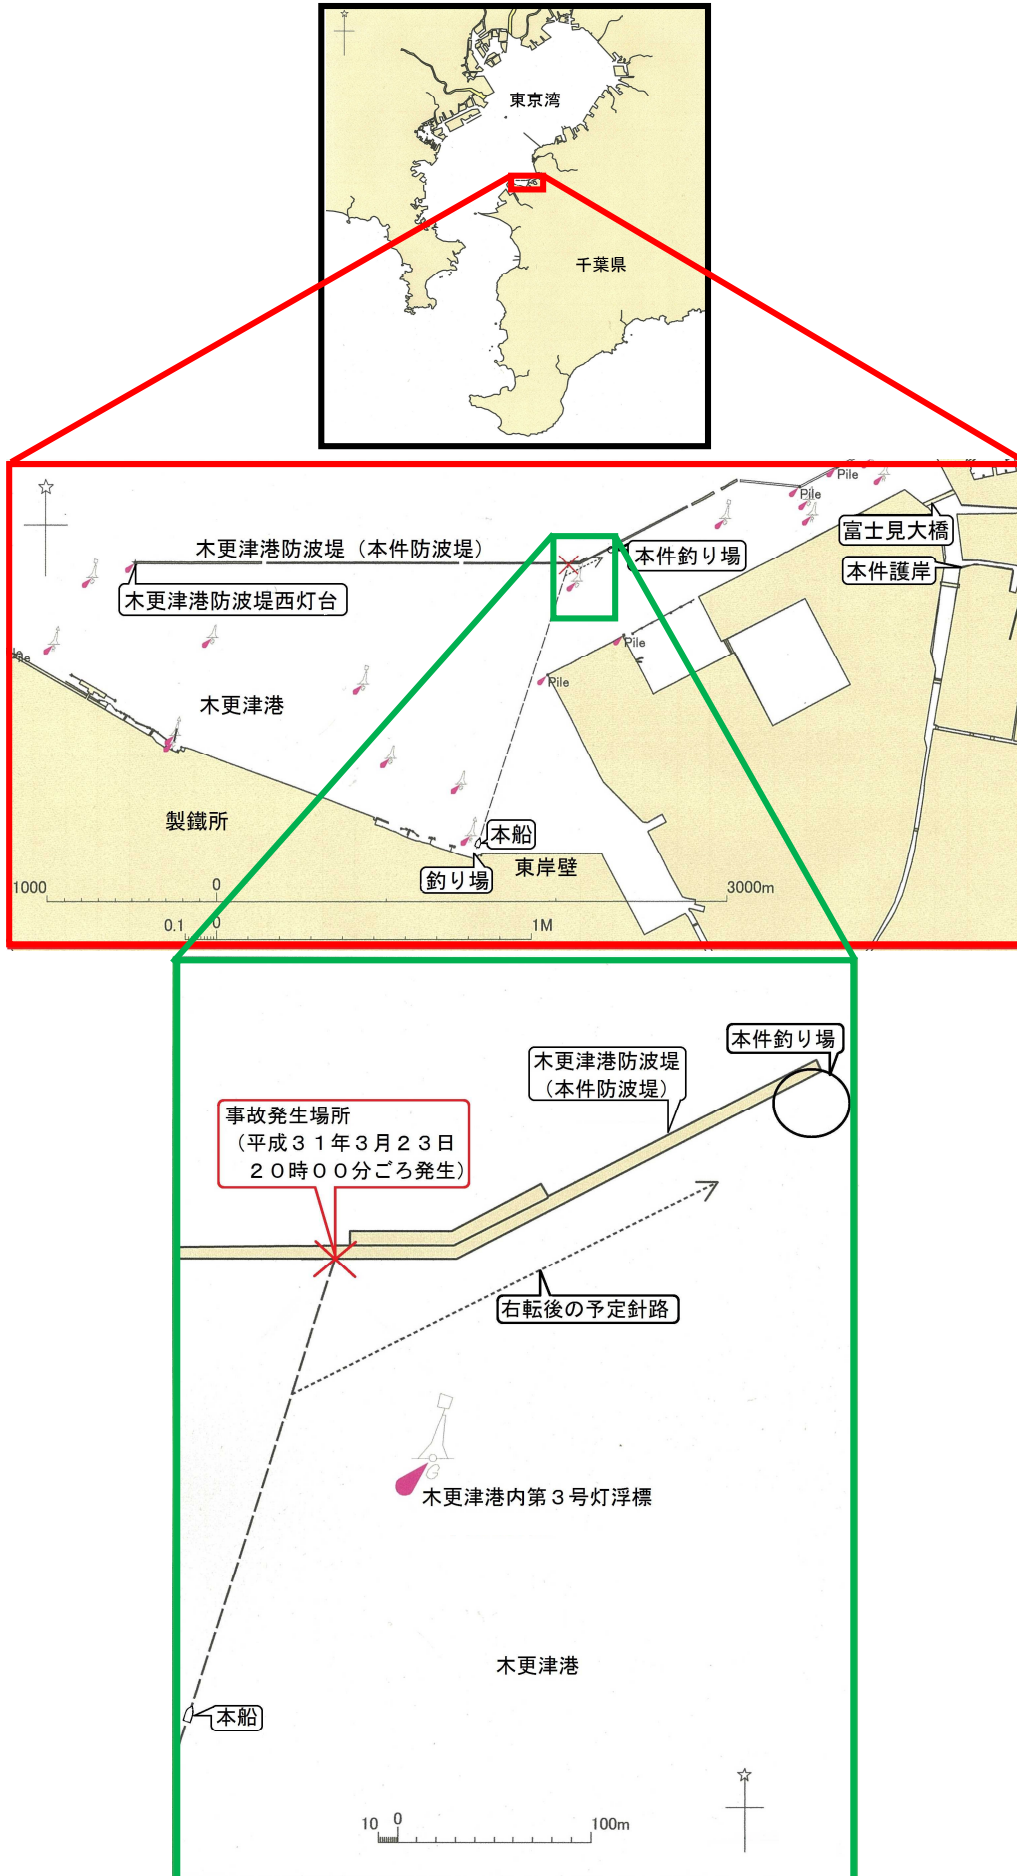 東京湾
千葉県
Pile
Pile
木更津港防波堤（本件防波堤）
富士見大橋
本件釣り場
本件護岸
木更津港防波堤西灯台
Pile
Pile
木更津港
製鐵所
本船
東岸壁
釣り場
1000
0
3000m
0.1
0
1M
本件釣り場
木更津港防波堤
（本件防波堤）
事故発生場所
（平成３１年３月２３日
２０時００分ごろ発生）
右転後の予定針路
G
木更津港内第３号灯浮標
木更津港
本船
10
0
100m